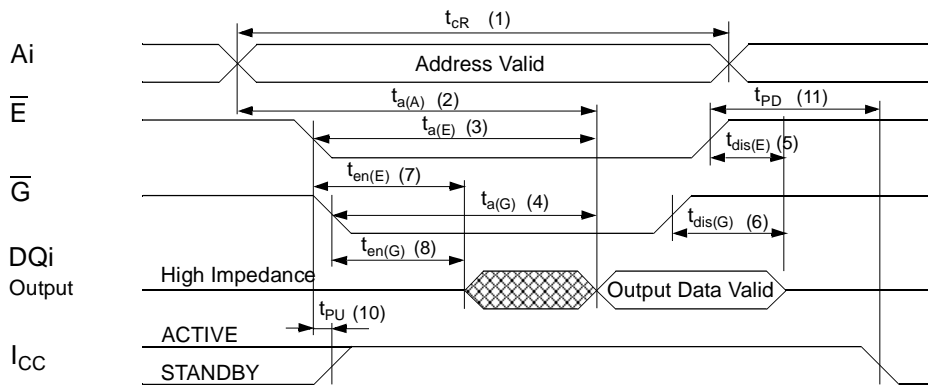 t_cR (1)
Ai
Address Valid
t_a(A) (2)
t_PD (11)
E̅
t_a(E) (3)
t_dis(E) (5)
t_en(E) (7)
G̅
t_a(G) (4)
t_dis(G) (6)
t_en(G) (8)
DQi
Output
High Impedance
Output Data Valid
t_PU (10)
ACTIVE
I_CC
STANDBY